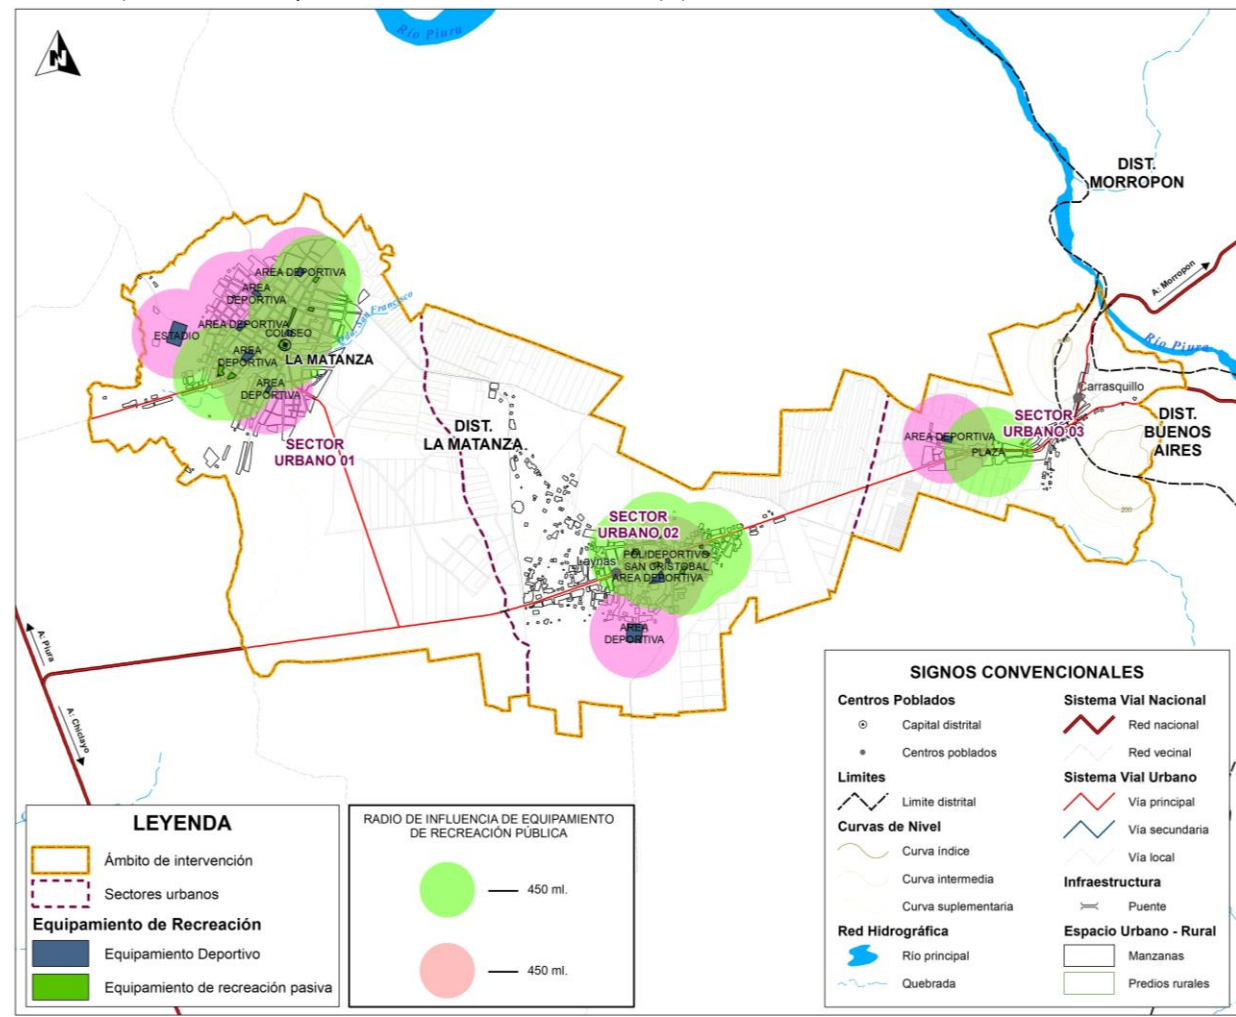 Río Piura
N
DIST.
MORROPON
A: Morropon
Río Piura
AREA DEPORTIVA
AREA
DEPORTIVA
AREA DEPORTIVA
ESTADIO
COLISEO
Qda. San Francisco
AREA
DEPORTIVA
LA MATANZA
AREA
DEPORTIVA
SECTOR
URBANO 01
DIST.
LA MATANZA
Carrasquillo
SECTOR
URBANO 03
DIST.
BUENOS
AIRES
AREA DEPORTIVA
PLAZA
200
SECTOR
URBANO 02
POLIDEPORTIVO
SAN CRISTOBAL
Laynas
AREA DEPORTIVA
AREA
DEPORTIVA
A: Piura
A: Chiclayo
LEYENDA
Ámbito de intervención
Sectores urbanos
Equipamiento de Recreación
Equipamiento Deportivo
Equipamiento de recreación pasiva
RADIO DE INFLUENCIA DE EQUIPAMIENTO
DE RECREACIÓN PÚBLICA
450 ml.
450 ml.
SIGNOS CONVENCIONALES
Centros Poblados
Capital distrital
Centros poblados
Limites
Limite distrital
Curvas de Nivel
Curva índice
Curva intermedia
Curva suplementaria
Red Hidrográfica
Río principal
Quebrada
Sistema Vial Nacional
Red nacional
Red vecinal
Sistema Vial Urbano
Vía principal
Vía secundaria
Vía local
Infraestructura
Puente
Espacio Urbano - Rural
Manzanas
Predios rurales